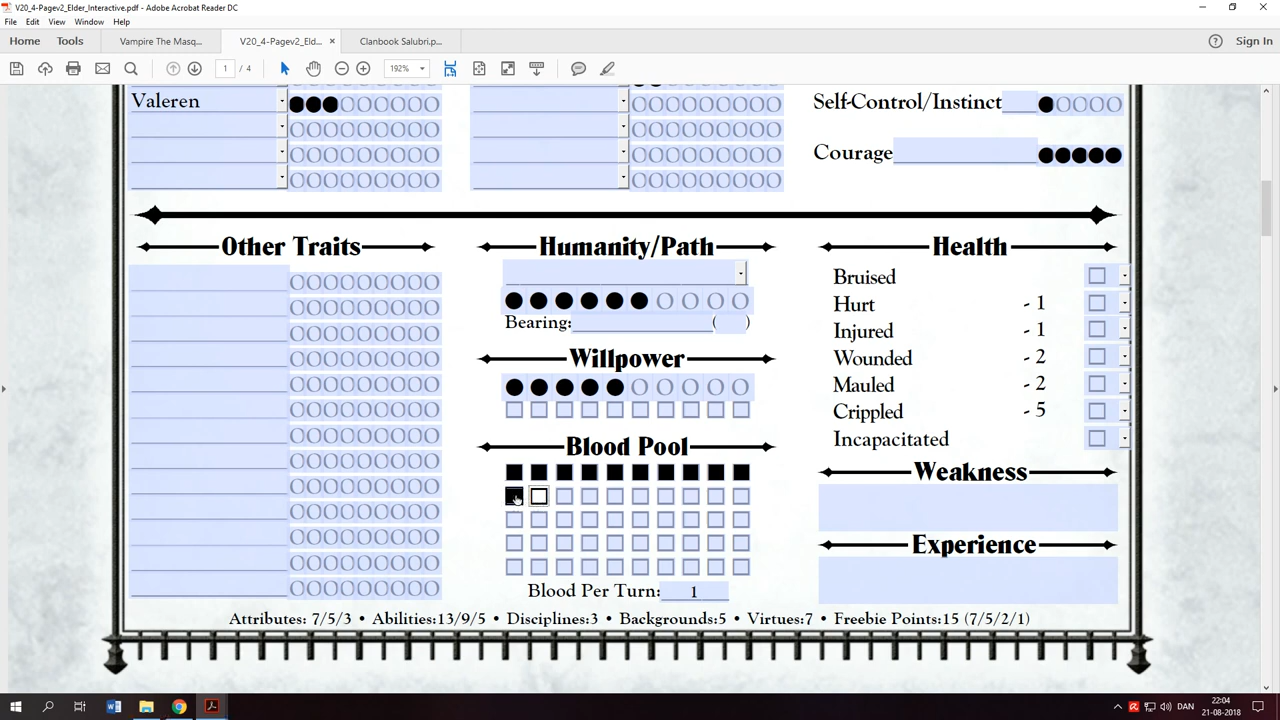 V20_4-Pagev2_Elder_Interactive.pdf - Adobe Acrobat Reader DC
File Edit View Window Help
Home Tools Vampire The Masq... V20_4-Pagev2_Eld... × Clanbook Salubri.p... Sign In
1 / 4 192%
Valeren Self-Control/Instinct
Courage
Other Traits Humanity/Path Health
Bruised
Hurt - 1
Bearing: ( )
Injured - 1
Willpower
Wounded - 2
Mauled - 2
Crippled - 5
Blood Pool
Incapacitated
Weakness
Experience
Blood Per Turn: 1
Attributes: 7/5/3 • Abilities:13/9/5 • Disciplines:3 • Backgrounds:5 • Virtues:7 • Freebie Points:15 (7/5/2/1)
DAN
22:04
21-08-2018